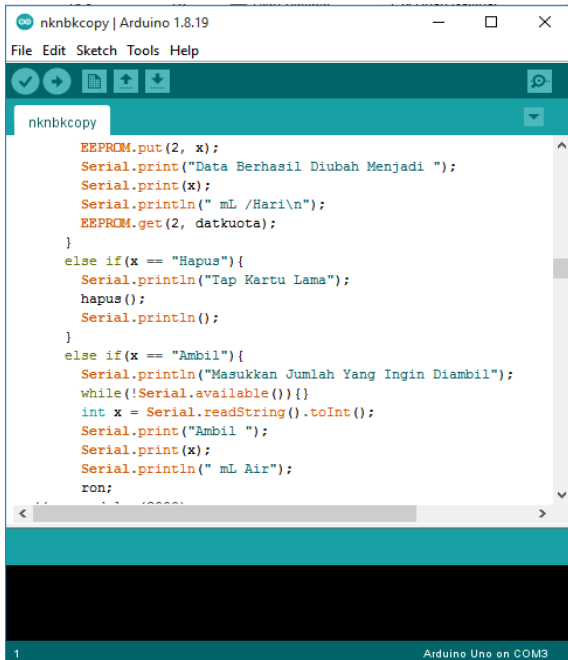 nknbkcopy | Arduino 1.8.19
File Edit Sketch Tools Help
nknbkcopy
EEPROM.put(2, x);
Serial.print("Data Berhasil Diubah Menjadi ");
Serial.print(x);
Serial.println(" mL /Hari\n");
EEPROM.get(2, datkuota);
}
else if(x == "Hapus"){
Serial.println("Tap Kartu Lama");
hapus();
Serial.println();
}
else if(x == "Ambil"){
Serial.println("Masukkan Jumlah Yang Ingin Diambil");
while(!Serial.available()){}
int x = Serial.readString().toInt();
Serial.print("Ambil ");
Serial.print(x);
Serial.println(" mL Air");
ron;
1
Arduino Uno on COM3